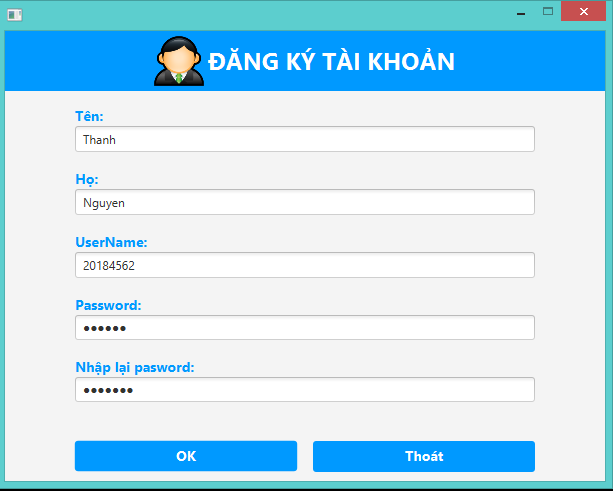 ĐĂNG KÝ TÀI KHOẢN
Tên:
Thanh
Họ:
Nguyen
UserName:
20184562
Password:
●●●●●●
Nhập lại pasword:
●●●●●●●
OK Thoát